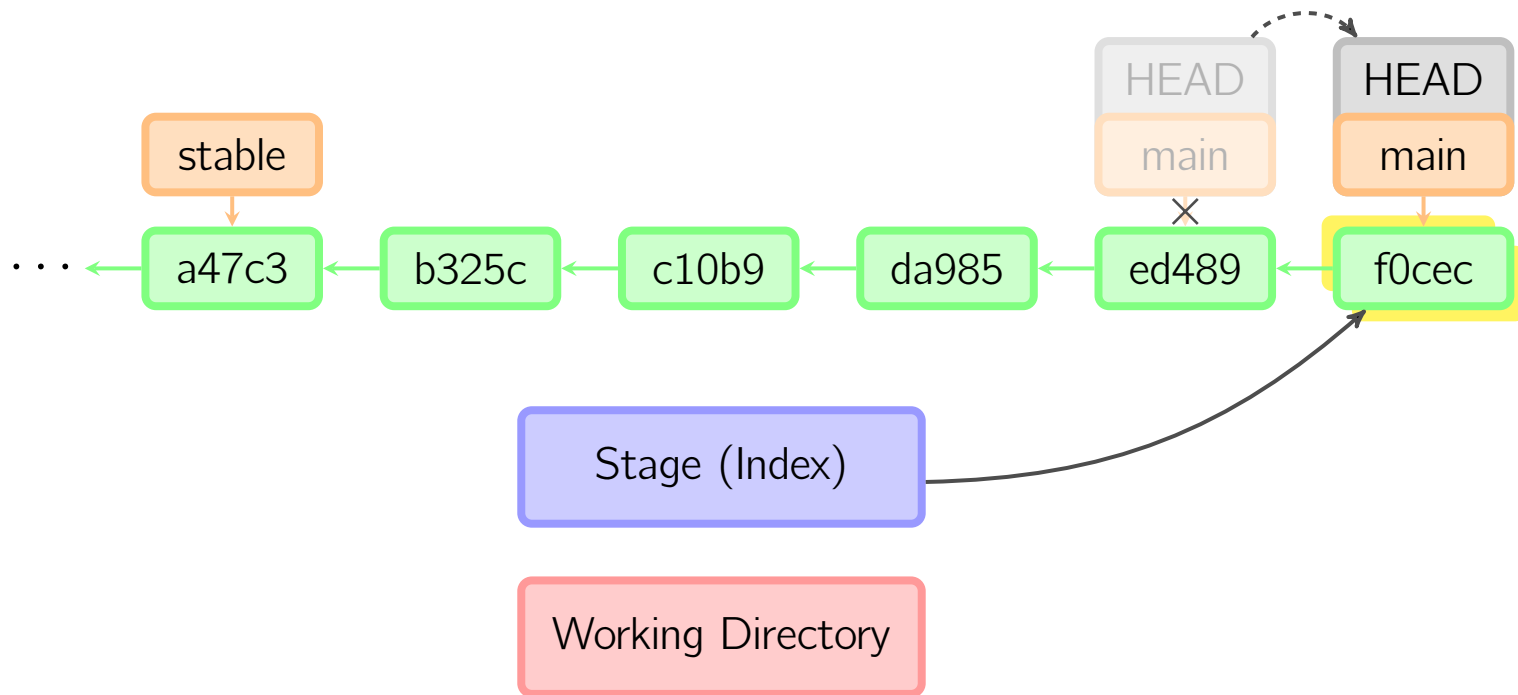 HEAD HEAD
stable main main
... a47c3 b325c c10b9 da985 ed489 f0cec
Stage (Index)
Working Directory